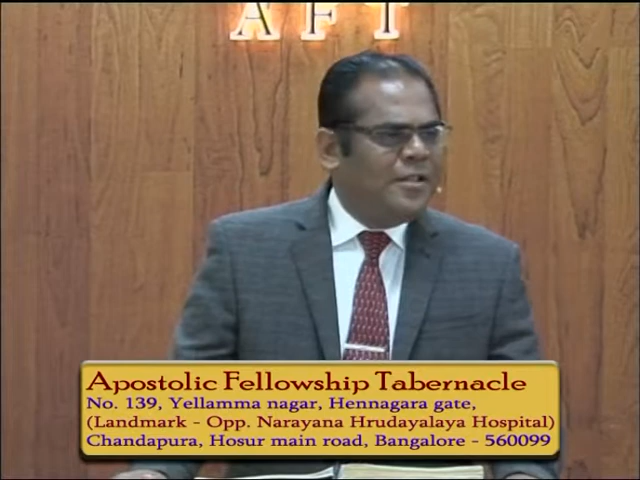 AFT
Apostolic Fellowship Tabernacle
No. 139, Yellamma nagar, Hennagara gate,
(Landmark - Opp. Narayana Hrudayalaya Hospital)
Chandapura, Hosur main road, Bangalore - 560099